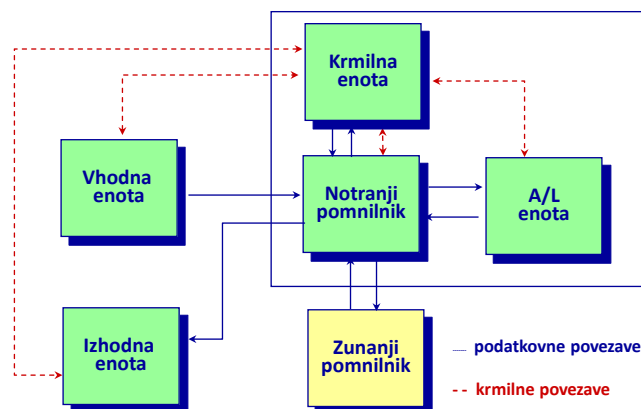 Krmilna
enota
Vhodna
enota
Notranji
pomnilnik
A/L
enota
Izhodna
enota
Zunanji
pomnilnik
podatkovne povezave
krmilne povezave